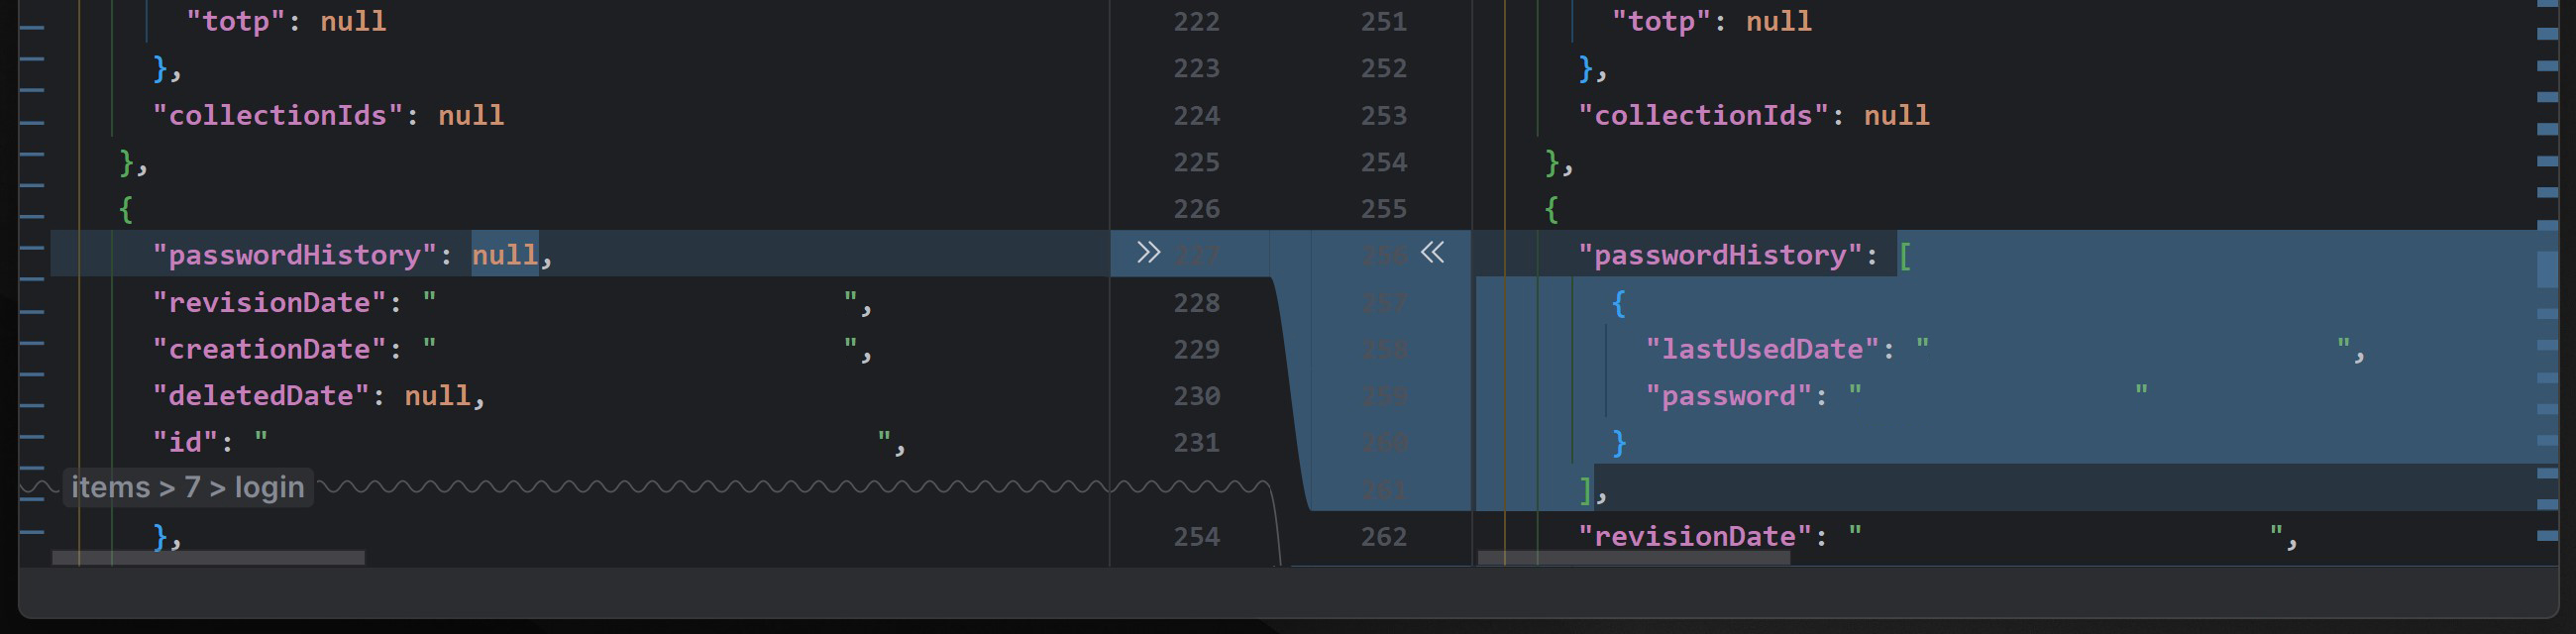 "totp": null
},
"collectionIds": null
},
{
"passwordHistory": null,
"revisionDate": "                        ",
"creationDate": "                        ",
"deletedDate": null,
"id": "                                    ",
items > 7 > login
},
222 251
223 252
224 253
225 254
226 255
>> 227 256 <<
228 257
229 258
230 259
231 260
261
254 262
"totp": null
},
"collectionIds": null
},
{
"passwordHistory": [
{
"lastUsedDate": "                        ",
"password": "                "
}
],
"revisionDate": "                        ",